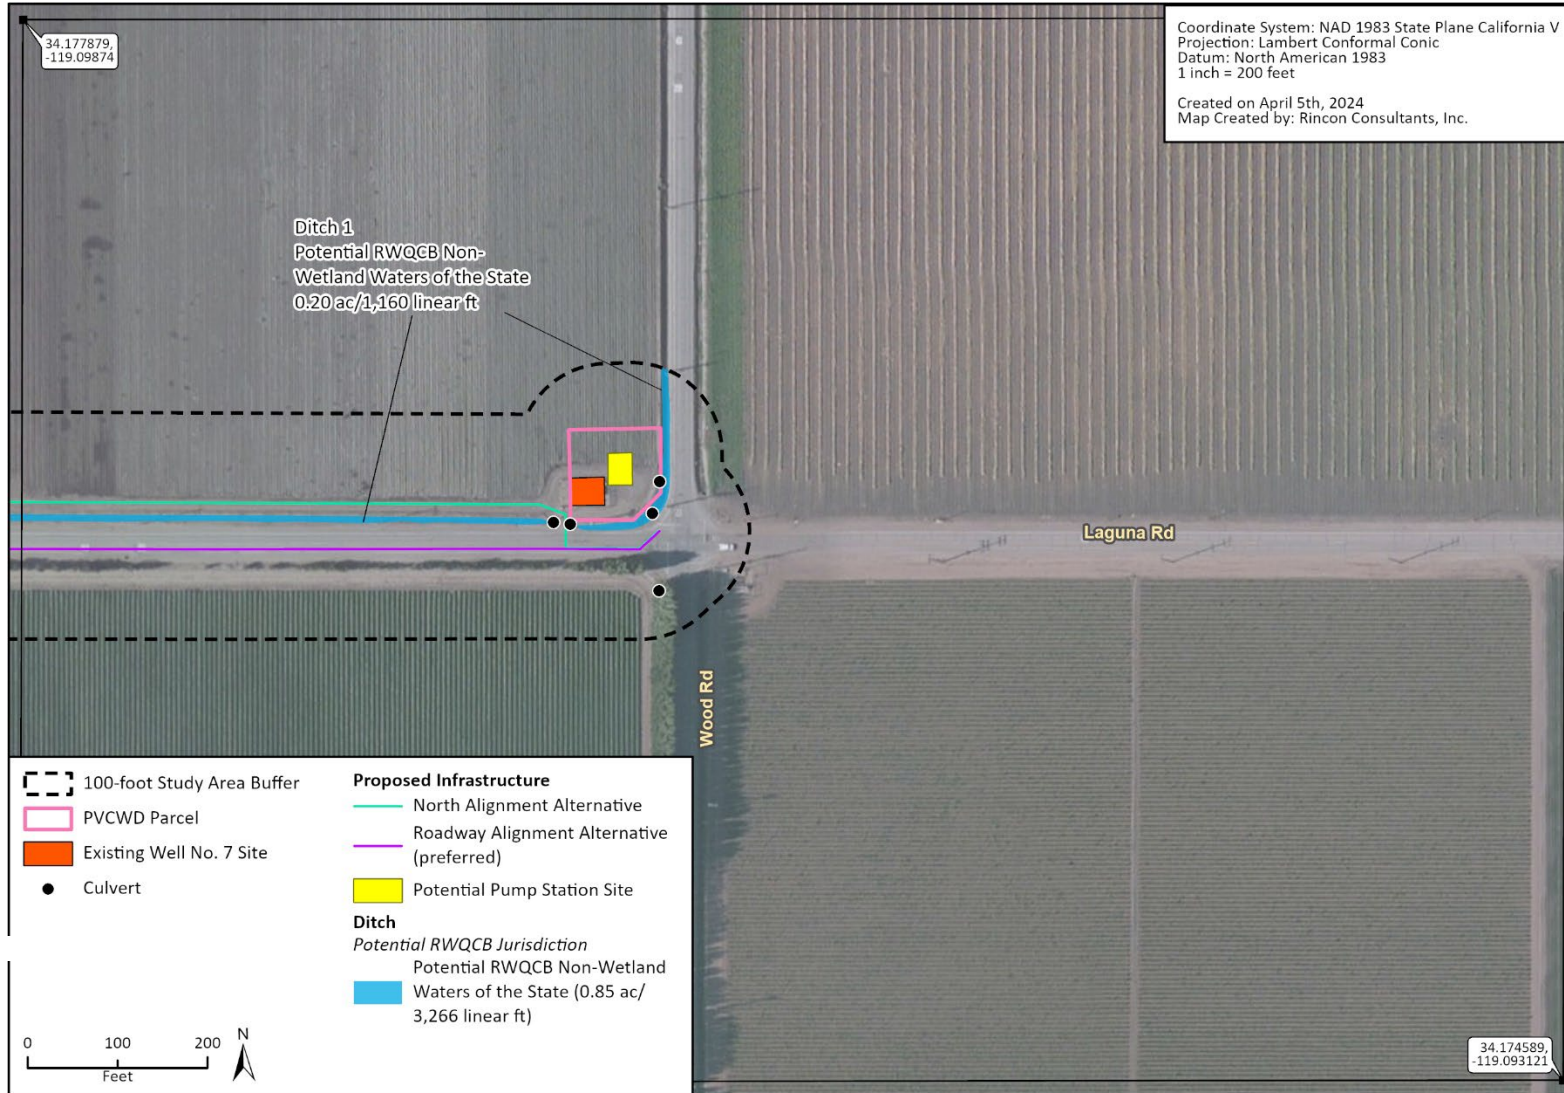 34.177879,
-119.09874
Coordinate System: NAD 1983 State Plane California V
Projection: Lambert Conformal Conic
Datum: North American 1983
1 inch = 200 feet
Created on April 5th, 2024
Map Created by: Rincon Consultants, Inc.
Ditch 1
Potential RWQCB Non-
Wetland Waters of the State
0.20 ac/1,160 linear ft
Laguna Rd
Wood Rd
100-foot Study Area Buffer
PVCWD Parcel
Existing Well No. 7 Site
Culvert
Proposed Infrastructure
North Alignment Alternative
Roadway Alignment Alternative
(preferred)
Potential Pump Station Site
Ditch
Potential RWQCB Jurisdiction
Potential RWQCB Non-Wetland
Waters of the State (0.85 ac/
3,266 linear ft)
0 100 200
Feet
N
34.174589,
-119.093121